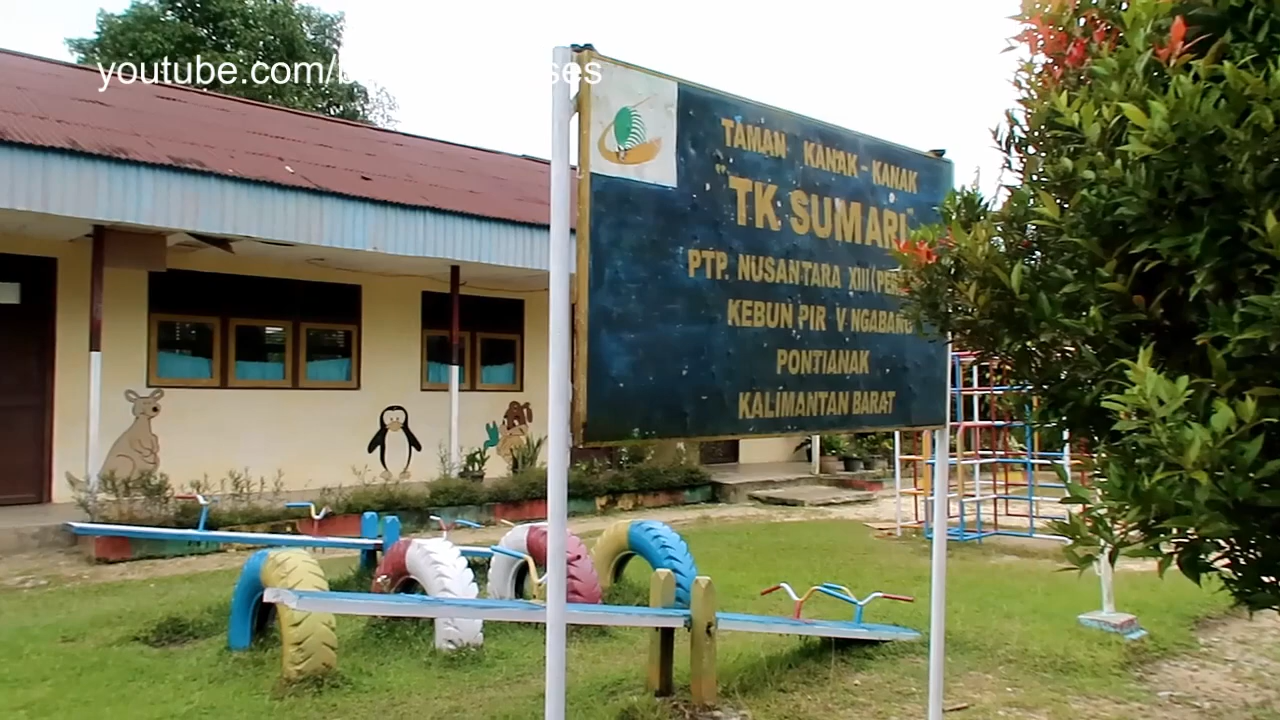 youtube.com/
TAMAN KANAK-KANAK
"TK SUMARI"
PTP. NUSANTARA XIII
KEBUN PIR V NGABANG
PONTIANAK
KALIMANTAN BARAT